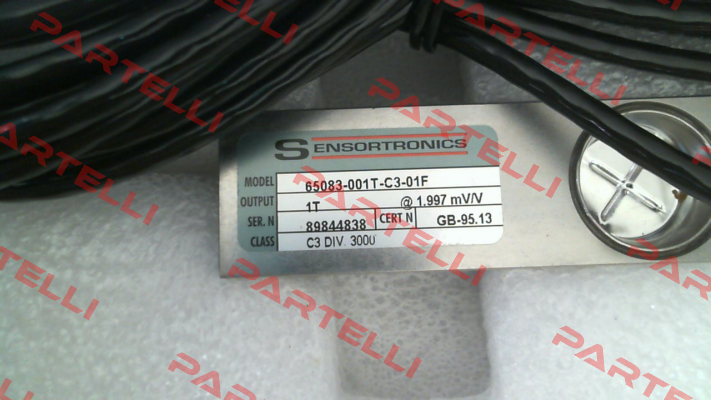 SENSORTRONICS
MODEL 65083-001T-C3-01F
OUTPUT 1T @ 1.997 mV/V
SER. N 89844838 CERT N GB-95.13
CLASS C3 DIV. 3000
PARTELLI
PARTELLI
PARTELLI
PARTELLI
PARTELLI
PARTELLI
PARTELLI